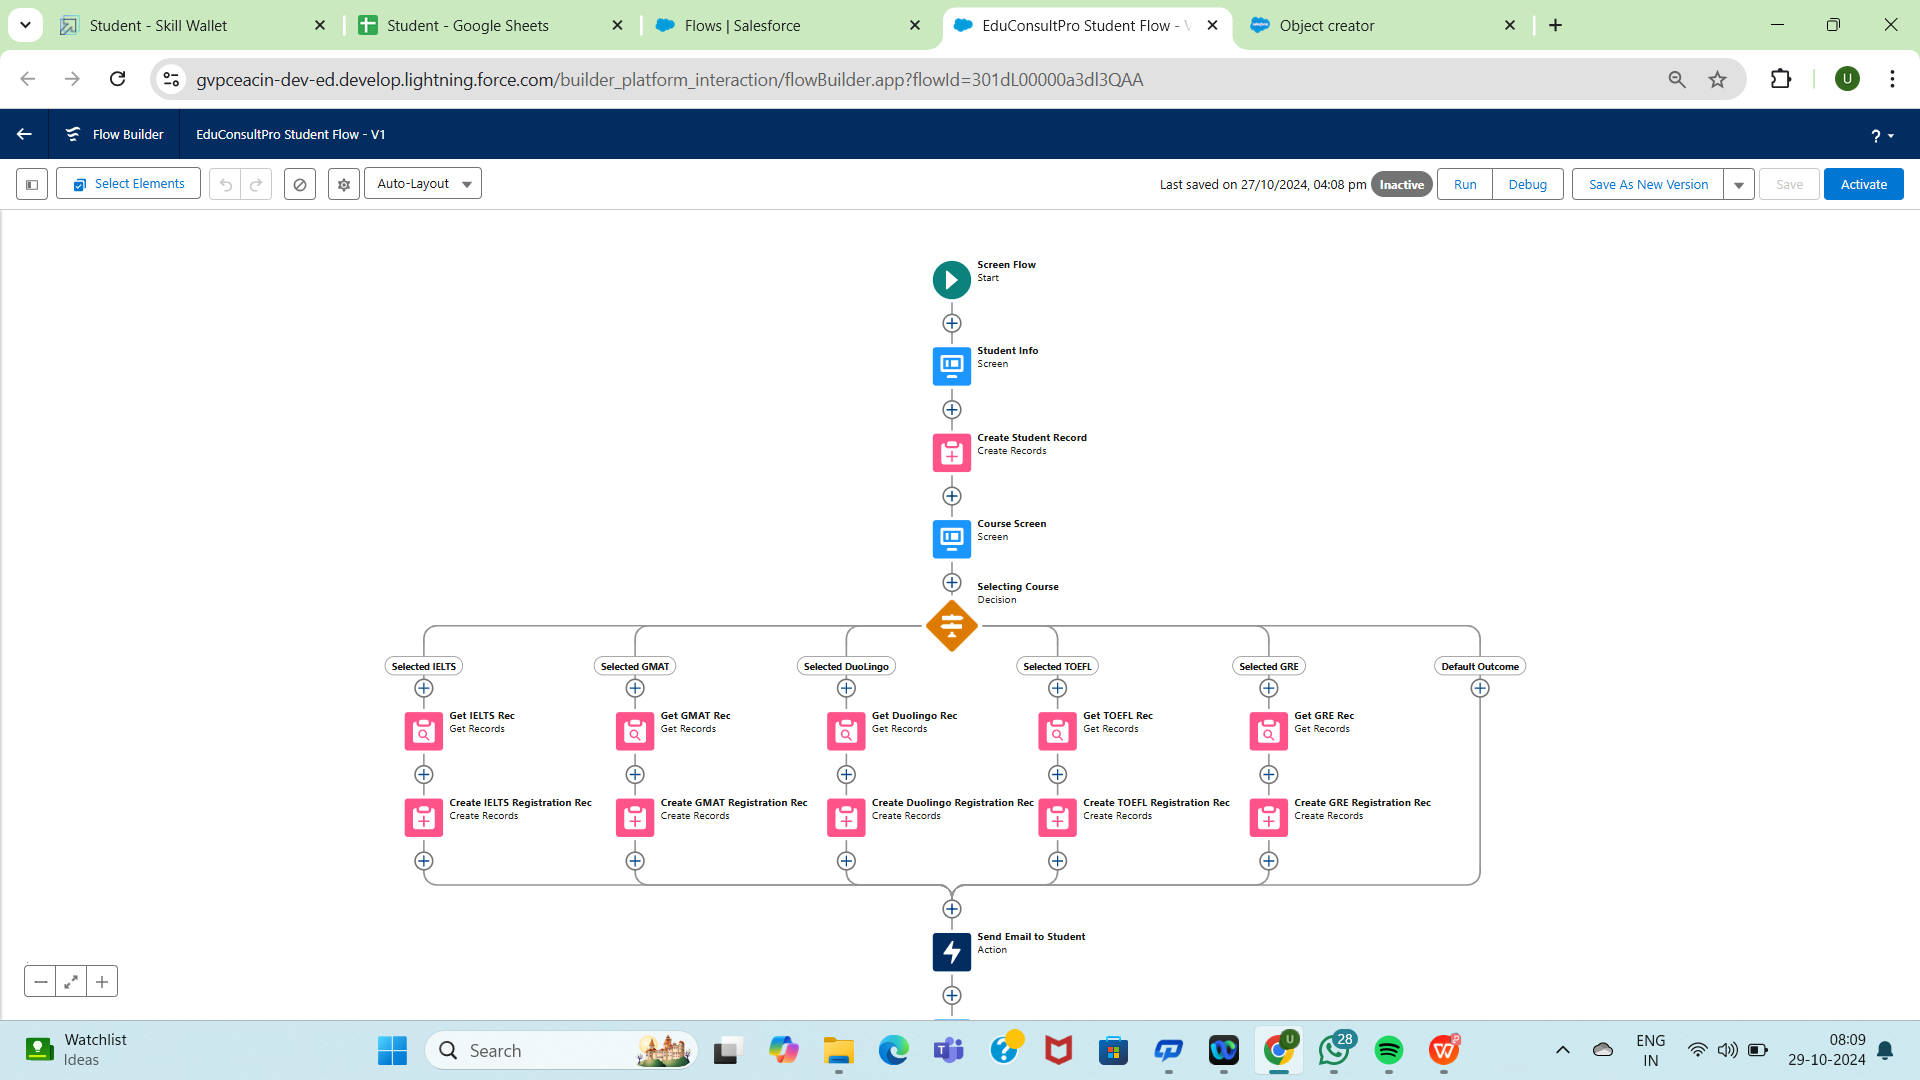 Student - Skill Wallet
Student - Google Sheets
Flows | Salesforce
EduConsultPro Student Flow - V
Object creator
gvpceacin-dev-ed.develop.lightning.force.com/builder_platform_interaction/flowBuilder.app?flowId=301dL00000a3dl3QAA
U
Flow Builder
EduConsultPro Student Flow - V1
?
Select Elements
Auto-Layout
Last saved on 27/10/2024, 04:08 pm
Inactive
Run
Debug
Save As New Version
Save
Activate
Screen Flow
Start
Student Info
Screen
Create Student Record
Create Records
Course Screen
Screen
Selecting Course
Decision
Selected IELTS
Selected GMAT
Selected DuoLingo
Selected TOEFL
Selected GRE
Default Outcome
Get IELTS Rec
Get Records
Get GMAT Rec
Get Records
Get Duolingo Rec
Get Records
Get TOEFL Rec
Get Records
Get GRE Rec
Get Records
Create IELTS Registration Rec
Create Records
Create GMAT Registration Rec
Create Records
Create Duolingo Registration Rec
Create Records
Create TOEFL Registration Rec
Create Records
Create GRE Registration Rec
Create Records
Send Email to Student
Action
Watchlist
Ideas
Search
U
28
ENG
IN
08:09
29-10-2024